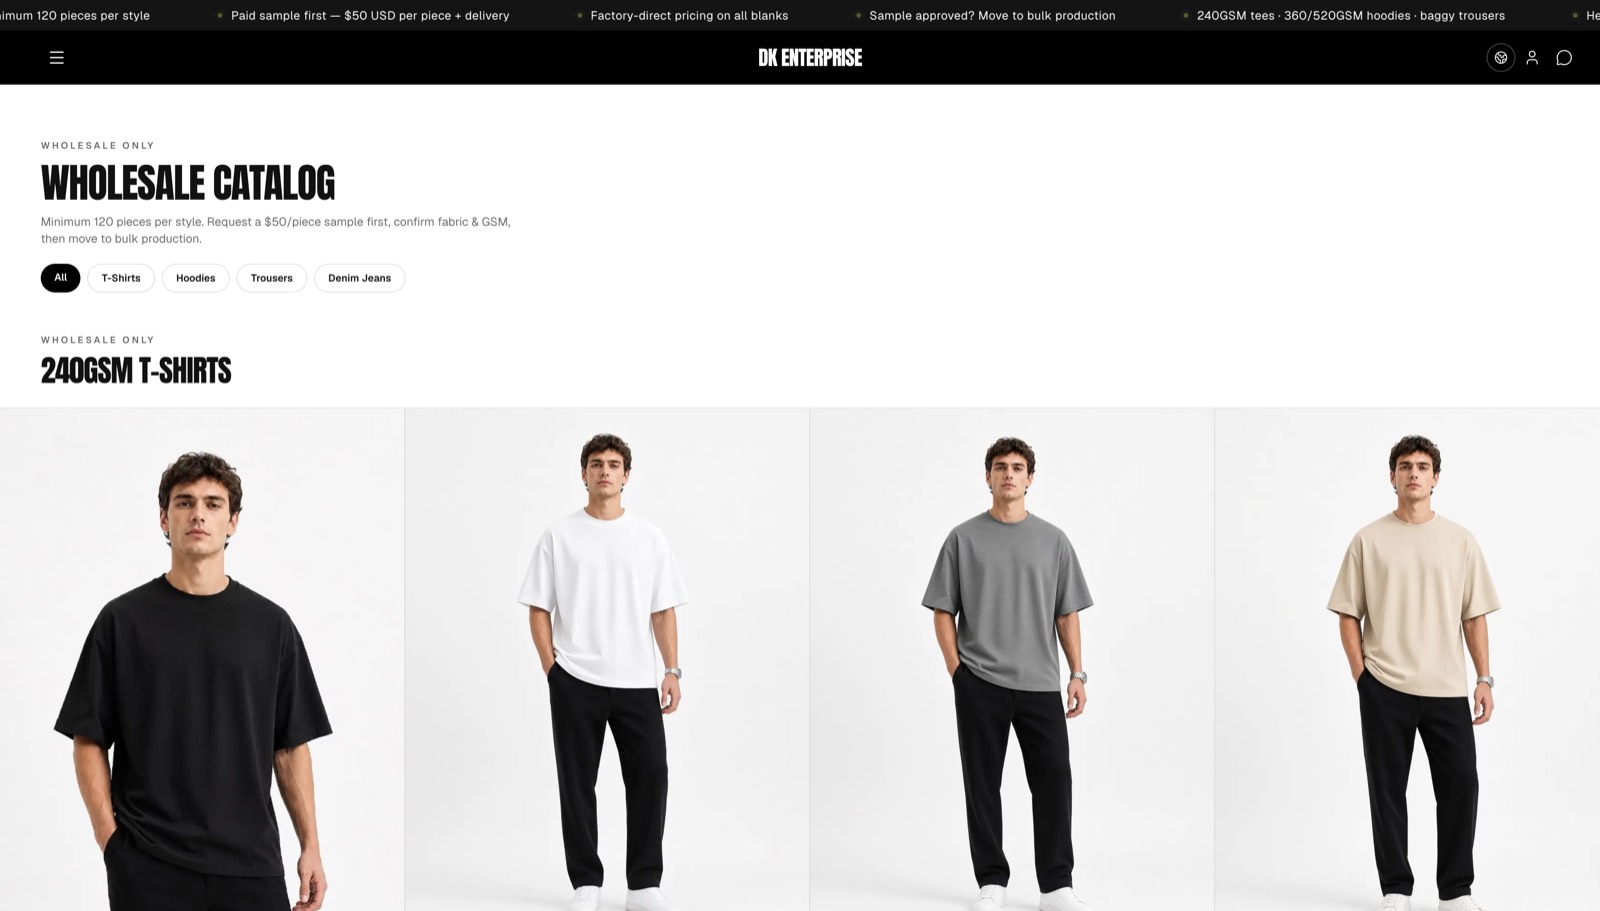 120 pieces per style
Paid sample first — $50 USD per piece + delivery
Factory-direct pricing on all blanks
Sample approved? Move to bulk production
240GSM tees · 360/520GSM hoodies · baggy trousers
DK ENTERPRISE
WHOLESALE ONLY
WHOLESALE CATALOG
Minimum 120 pieces per style. Request a $50/piece sample first, confirm fabric & GSM,
then move to bulk production.
All
T-Shirts
Hoodies
Trousers
Denim Jeans
WHOLESALE ONLY
240GSM T-SHIRTS